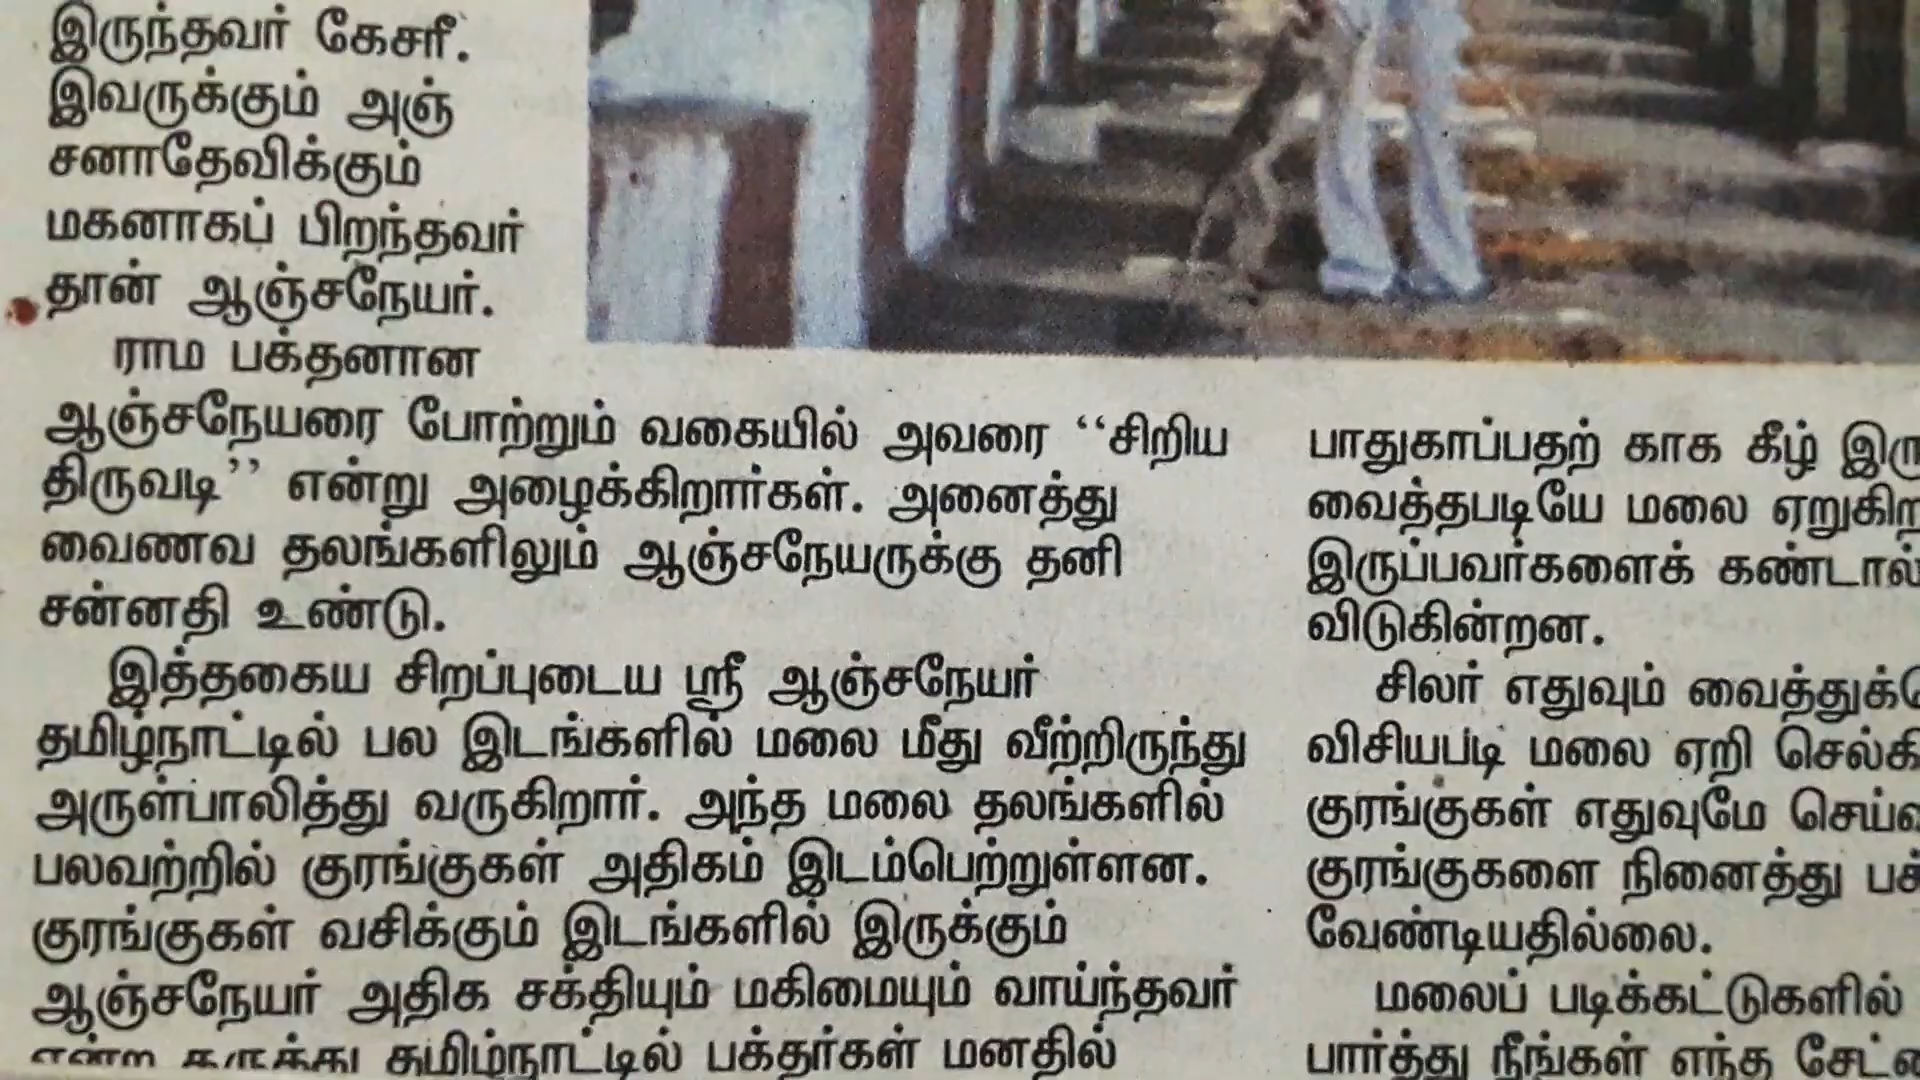 இருந்தவர் கேசரீ.
இவருக்கும் அஞ்
சனாதேவிக்கும்
மகனாகப் பிறந்தவர்
தான் ஆஞ்சநேயர்.
ராம பக்தனான
ஆஞ்சநேயரை போற்றும் வகையில் அவரை “சிறிய
திருவடி” என்று அழைக்கிறார்கள். அனைத்து
வைணவ தலங்களிலும் ஆஞ்சநேயருக்கு தனி
சன்னதி உண்டு.
இத்தகைய சிறப்புடைய ஸ்ரீ ஆஞ்சநேயர்
தமிழ்நாட்டில் பல இடங்களில் மலை மீது வீற்றிருந்து
அருள்பாலித்து வருகிறார். அந்த மலை தலங்களில்
பலவற்றில் குரங்குகள் அதிகம் இடம்பெற்றுள்ளன.
குரங்குகள் வசிக்கும் இடங்களில் இருக்கும்
ஆஞ்சநேயர் அதிக சக்தியும் மகிமையும் வாய்ந்தவர்
என்ற கருத்து தமிழ்நாட்டில் பக்தர்கள் மனதில்
பாதுகாப்பதற் காக கீழ்
வைத்தபடியே மலை
இருப்பவர்களைக் கண்டால்
விடுகின்றன.
சிலர் எதுவும்
விசியபடி மலை ஏறி
குரங்குகள் எதுவுமே
குரங்குகளை நினைத்து
வேண்டியதில்லை.
மலைப் படிக்கட்டுகளில்
பார்த்து நீங்கள் எந்த